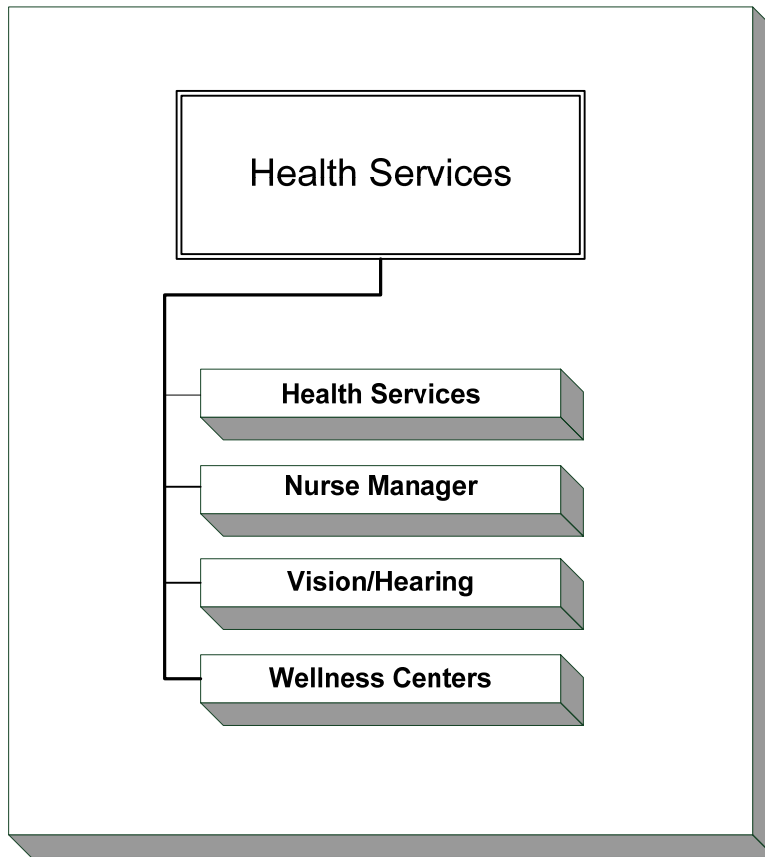 Health Services
Health Services
Nurse Manager
Vision/Hearing
Wellness Centers